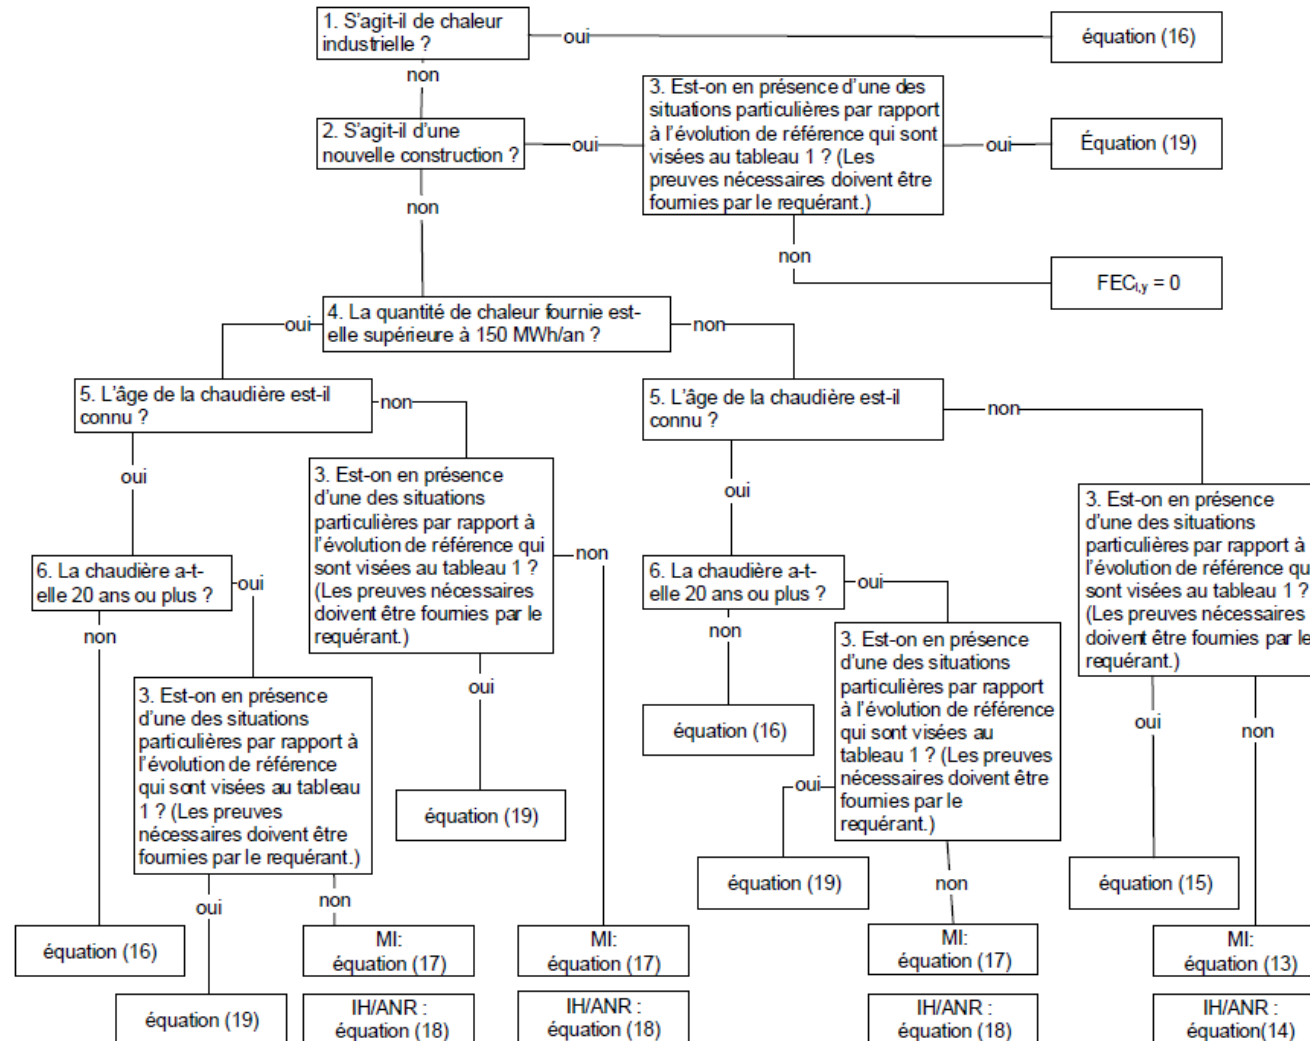 1. S'agit-il de chaleur
industrielle ?
oui
équation (16)
non
2. S'agit-il d'une
nouvelle construction ?
oui
3. Est-on en présence d'une des
situations particulières par rapport
à l'évolution de référence qui sont
visées au tableau 1 ? (Les
preuves nécessaires doivent être
fournies par le requérant.)
oui
Équation (19)
non
non
FECi,y = 0
4. La quantité de chaleur fournie est-
elle supérieure à 150 MWh/an ?
oui
non
5. L'âge de la chaudière est-il
connu ?
non
oui
3. Est-on en présence
d'une des situations
particulières par rapport à
l'évolution de référence qui
sont visées au tableau 1 ?
(Les preuves nécessaires
doivent être fournies par le
requérant.)
non
oui
équation (19)
6. La chaudière a-t-
elle 20 ans ou plus ?
oui
non
3. Est-on en présence
d'une des situations
particulières par rapport à
l'évolution de référence
qui sont visées au tableau
1 ? (Les preuves
nécessaires doivent être
fournies par le requérant.)
oui
non
équation (16)
équation (19)
MI:
équation (17)
IH/ANR :
équation (18)
MI:
équation (17)
IH/ANR :
équation (18)
5. L'âge de la chaudière est-il
connu ?
non
oui
6. La chaudière a-t-
elle 20 ans ou plus ?
oui
non
équation (16)
3. Est-on en présence
d'une des situations
particulières par rapport
à l'évolution de référence
qui sont visées au
tableau 1 ? (Les preuves
nécessaires doivent être
fournies par le
requérant.)
oui
équation (19)
non
MI:
équation (17)
IH/ANR :
équation (18)
3. Est-on en présence
d'une des situations
particulières par rapport à
l'évolution de référence qu
sont visées au tableau 1 ?
(Les preuves nécessaires
doivent être fournies par le
requérant.)
oui
non
équation (15)
MI:
équation (13)
IH/ANR :
équation(14)